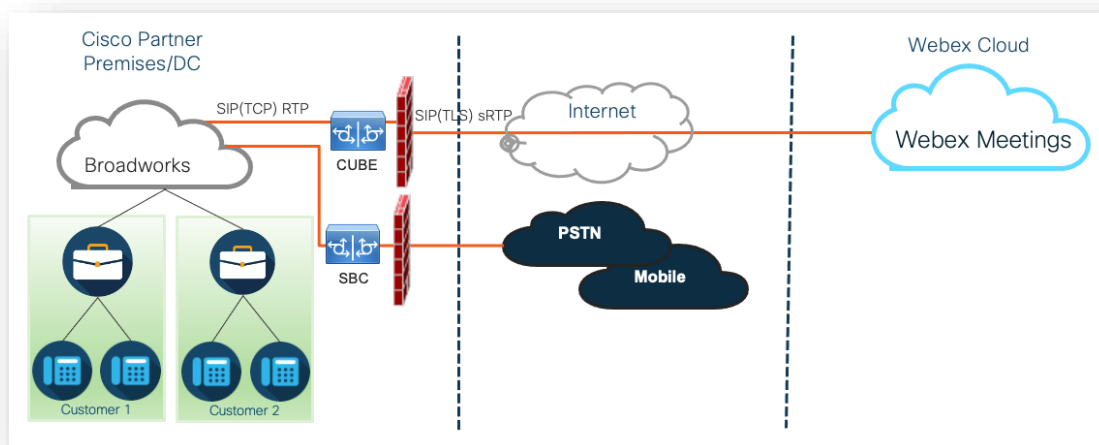 Cisco Partner
Premises/DC
Webex Cloud
SIP(TCP) RTP
SIP(TLS) sRTP
Internet
Webex Meetings
Broadworks
CUBE
PSTN
SBC
Mobile
Customer 1
Customer 2